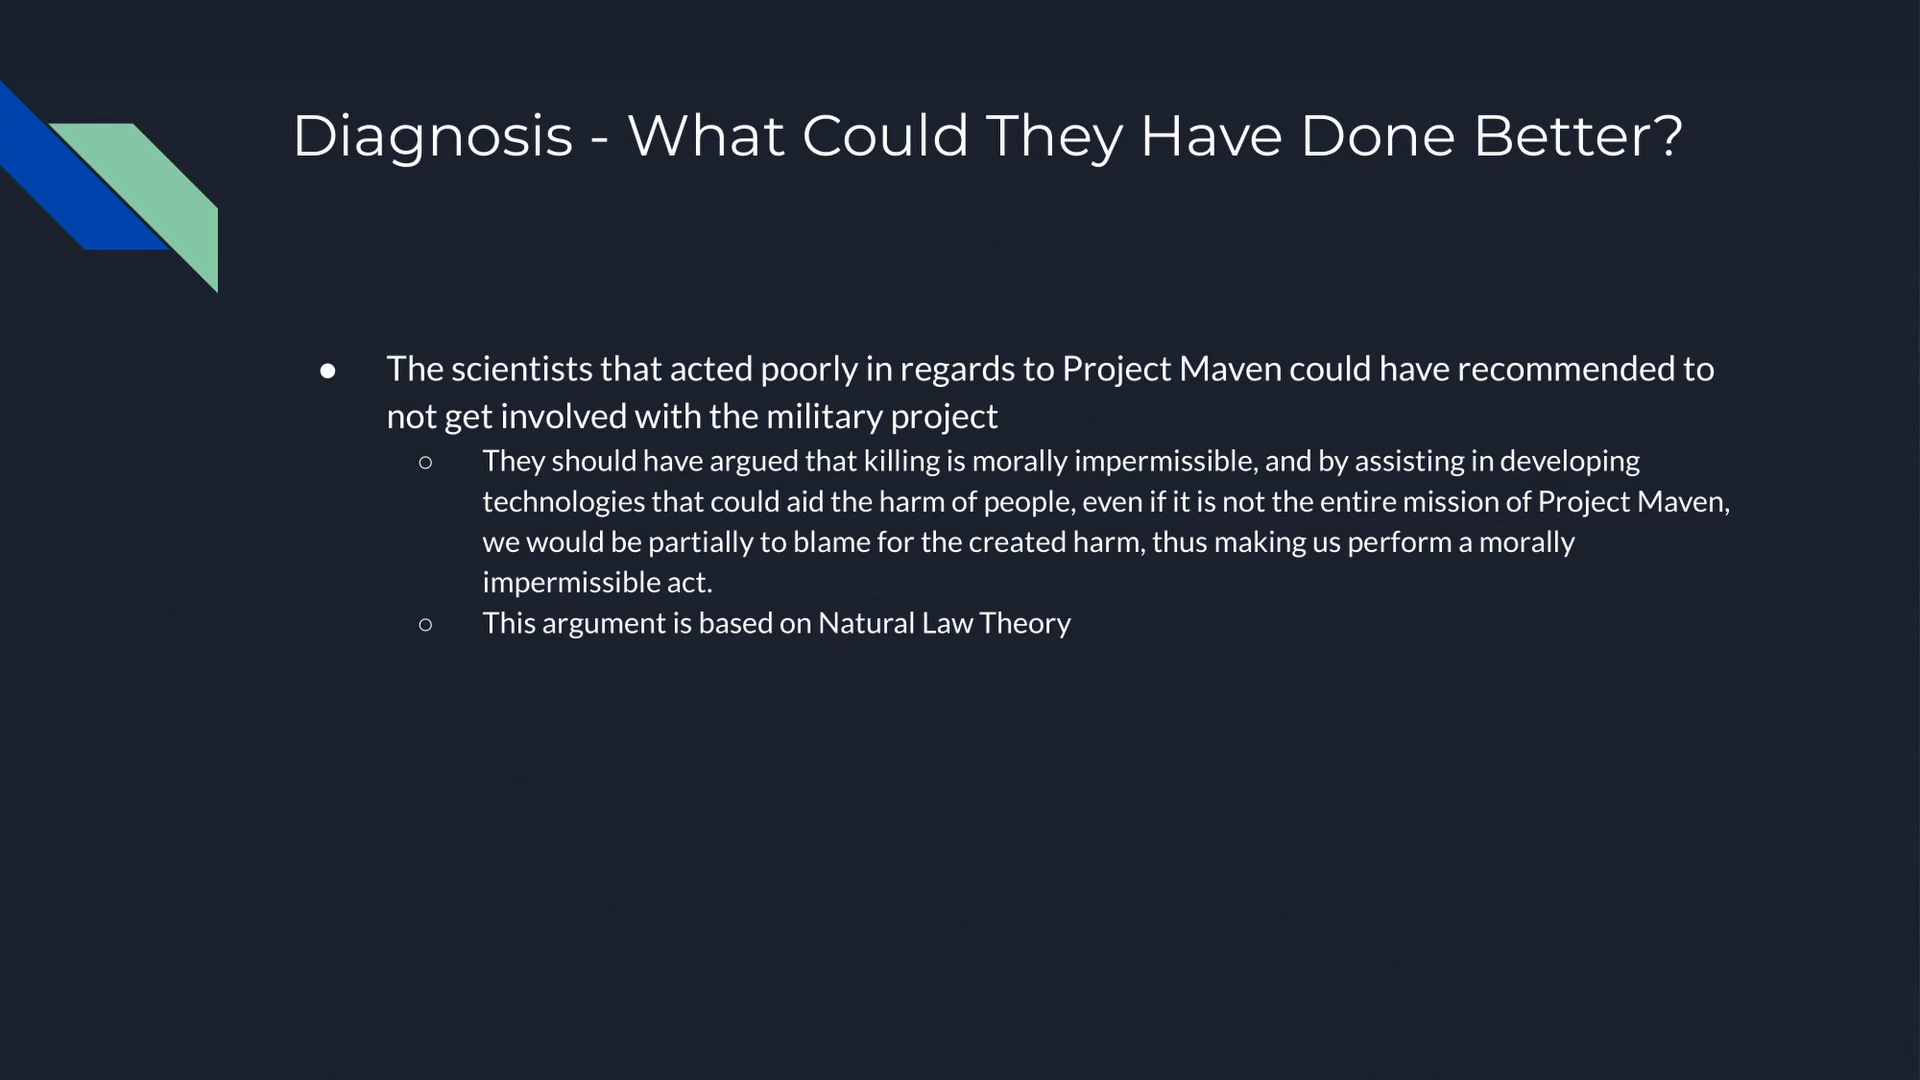 Diagnosis - What Could They Have Done Better?
● The scientists that acted poorly in regards to Project Maven could have recommended to
not get involved with the military project
○ They should have argued that killing is morally impermissible, and by assisting in developing
technologies that could aid the harm of people, even if it is not the entire mission of Project Maven,
we would be partially to blame for the created harm, thus making us perform a morally
impermissible act.
○ This argument is based on Natural Law Theory